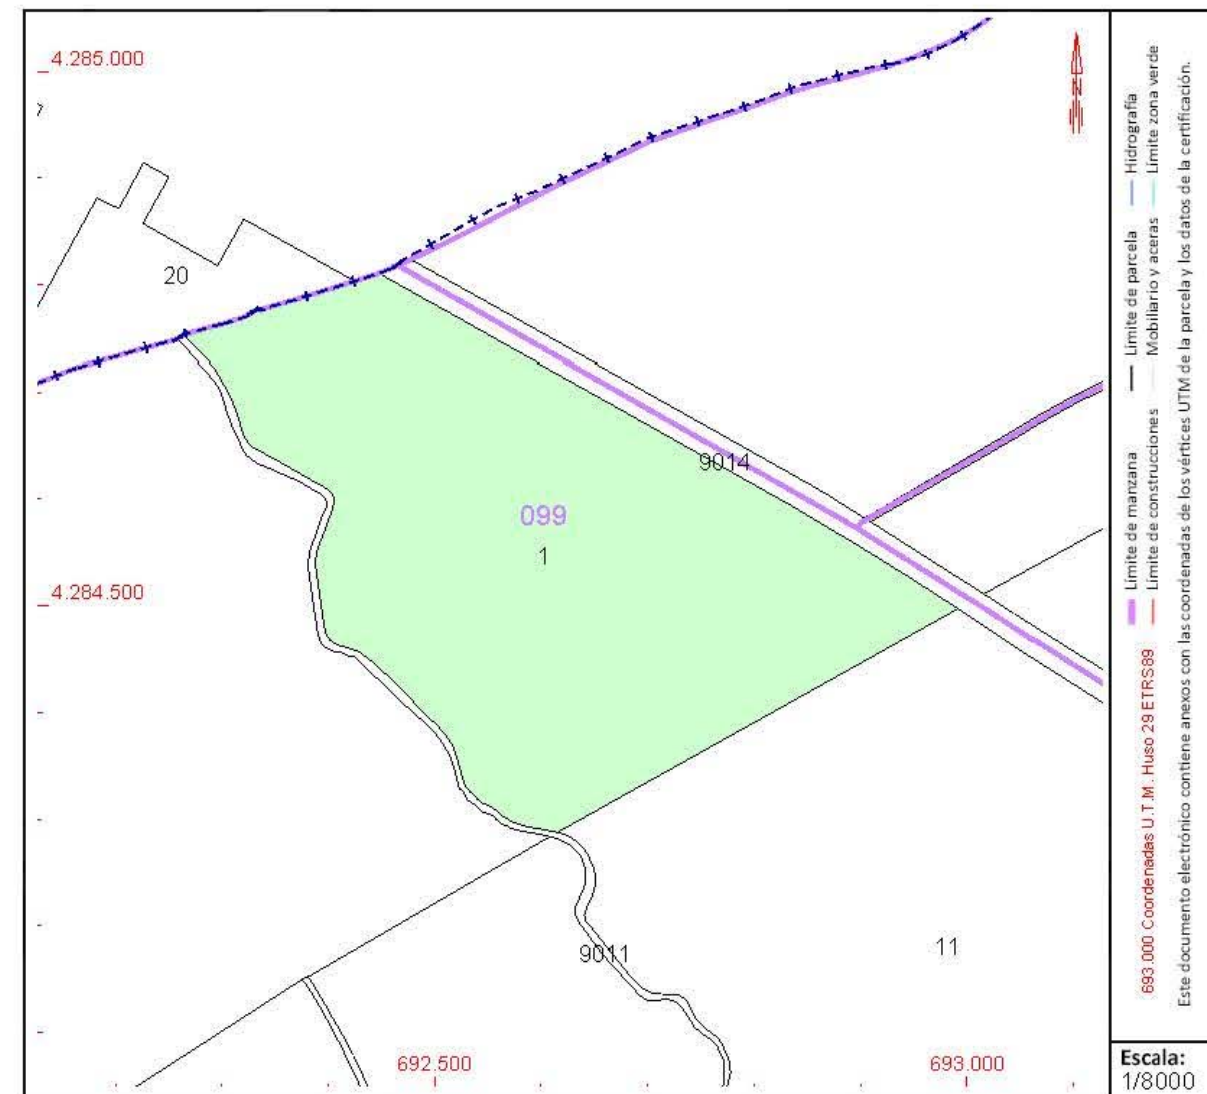 4.285.000
7
20
9014
099
1
4.284.500
9011
11
692.500
693.000
N
Límite de manzana
Límite de parcela
Hidrografía
Límite de construcciones
Mobiliario y aceras
Límite zona verde
693.000 Coordenadas U.T.M. Huso 29 ETRS89
Este documento electrónico contiene anexos con las coordenadas de los vértices UTM de la parcela y los datos de la certificación.
Escala:
1/8000